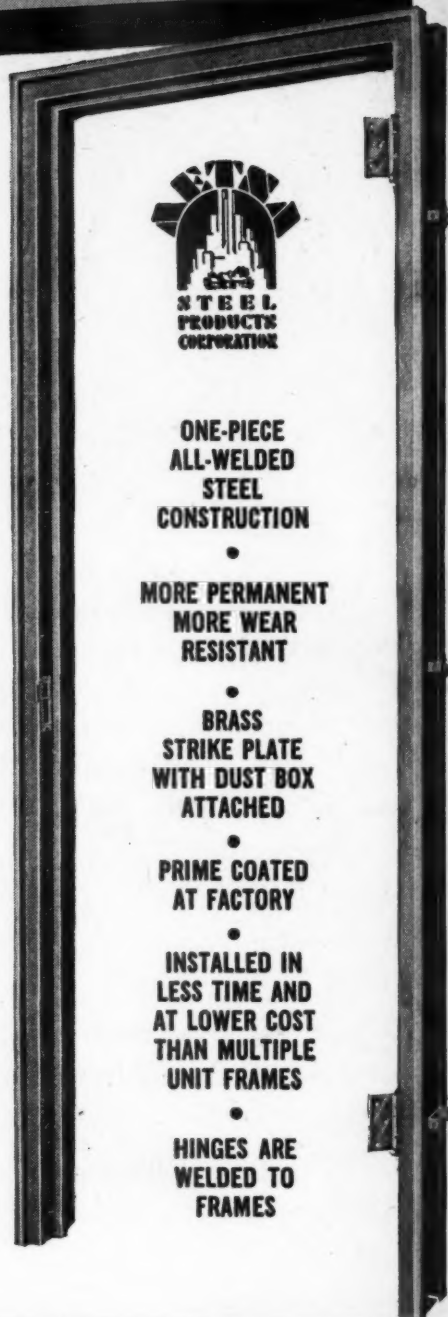 STEEL
PRODUCTS
CORPORATION
ONE-PIECE
ALL-WELDED
STEEL
CONSTRUCTION
•
MORE PERMANENT
MORE WEAR
RESISTANT
•
BRASS
STRIKE PLATE
WITH DUST BOX
ATTACHED
•
PRIME COATED
AT FACTORY
•
INSTALLED IN
LESS TIME AND
AT LOWER COST
THAN MULTIPLE
UNIT FRAMES
•
HINGES ARE
WELDED TO
FRAMES